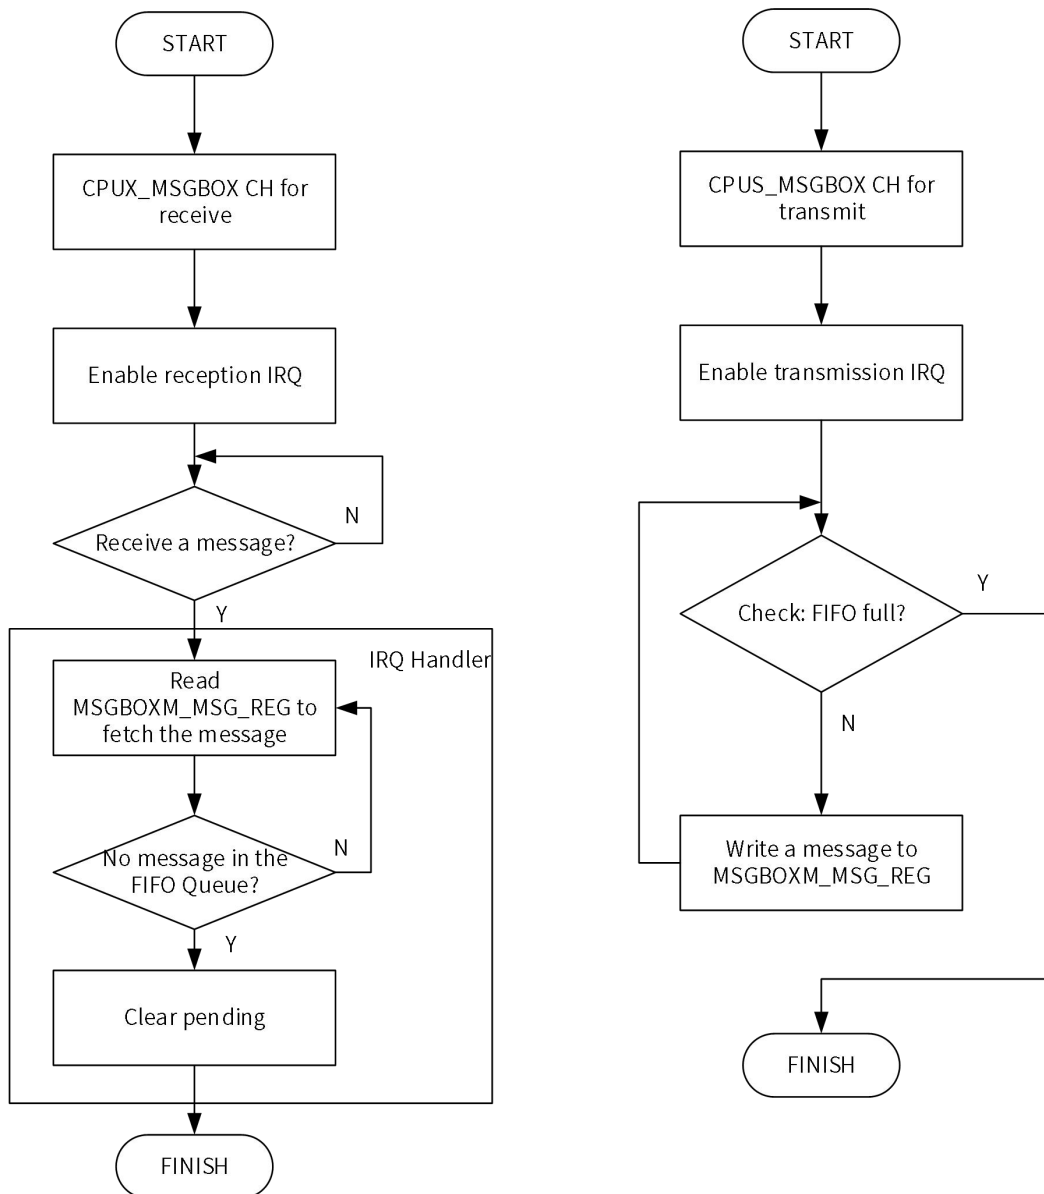 START
CPUX_MSGBOX CH for
receive
Enable reception IRQ
Receive a message?
N
Y
IRQ Handler
Read
MSGBOXM_MSG_REG to
fetch the message
No message in the
FIFO Queue?
N
Y
Clear pending
FINISH
START
CPUS_MSGBOX CH for
transmit
Enable transmission IRQ
Check: FIFO full?
Y
N
Write a message to
MSGBOXM_MSG_REG
FINISH